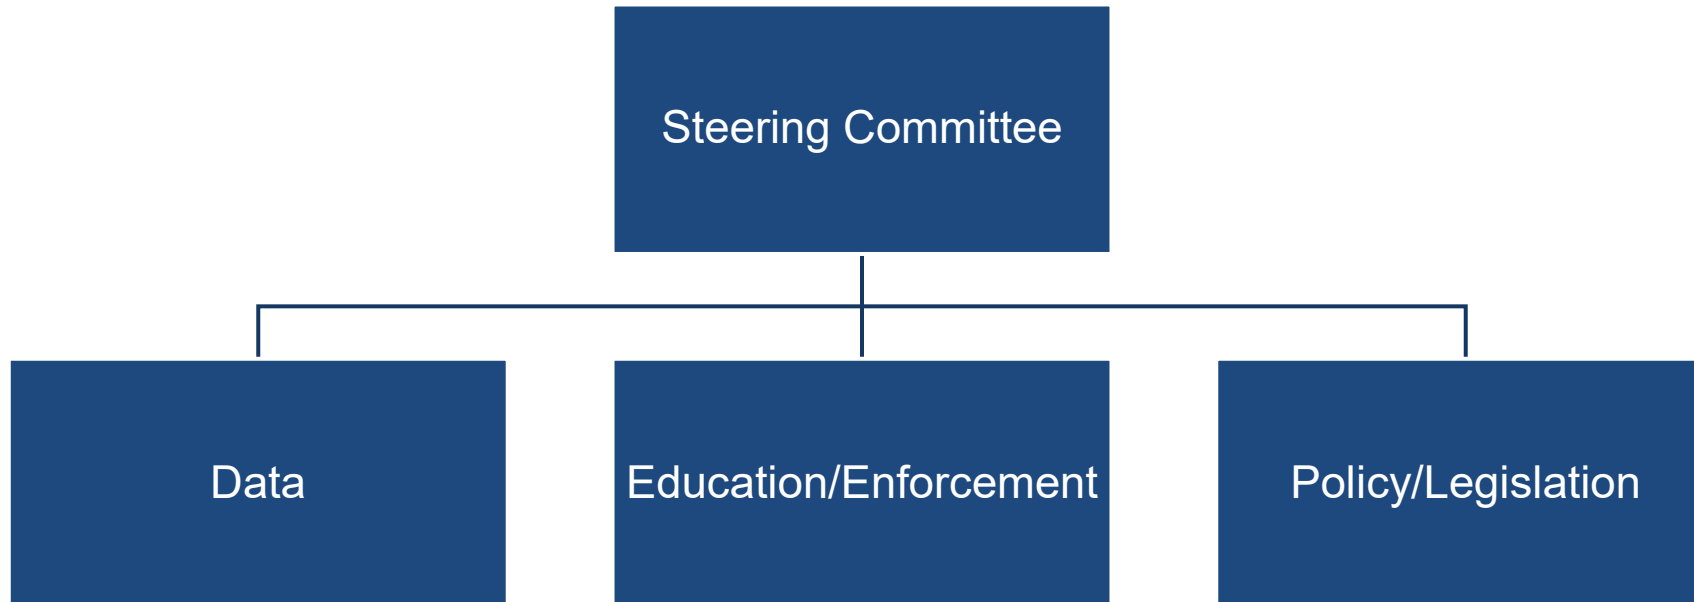 Steering Committee
Data
Education/Enforcement
Policy/Legislation